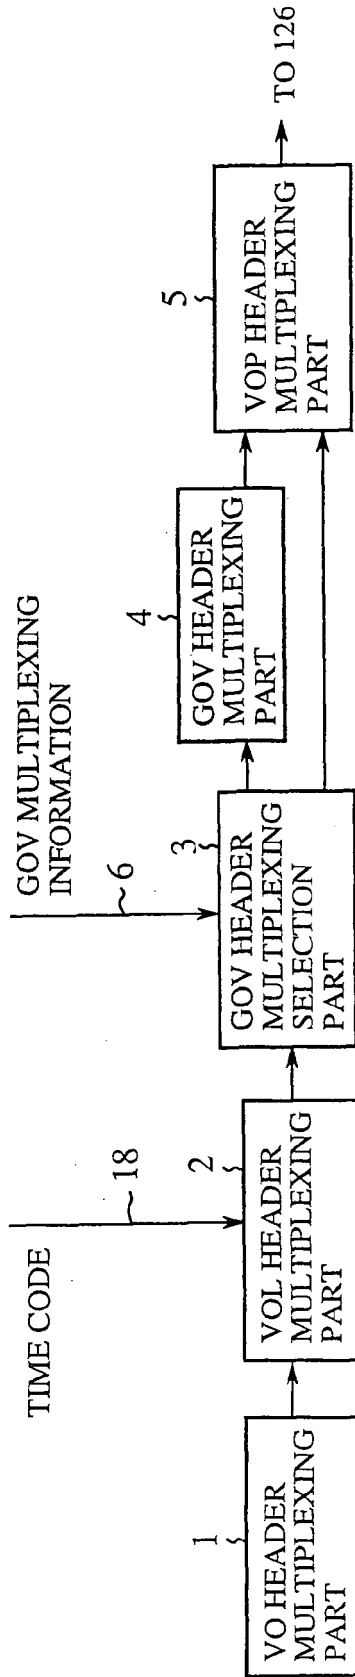 TIME CODE
18
GOV MULTIPLEXING
INFORMATION
6
1
VO HEADER
MULTIPLEXING
PART
2
VOL HEADER
MULTIPLEXING
PART
3
GOV HEADER
MULTIPLEXING
SELECTION
PART
4
GOV HEADER
MULTIPLEXING
PART
5
VOP HEADER
MULTIPLEXING
PART
TO 126